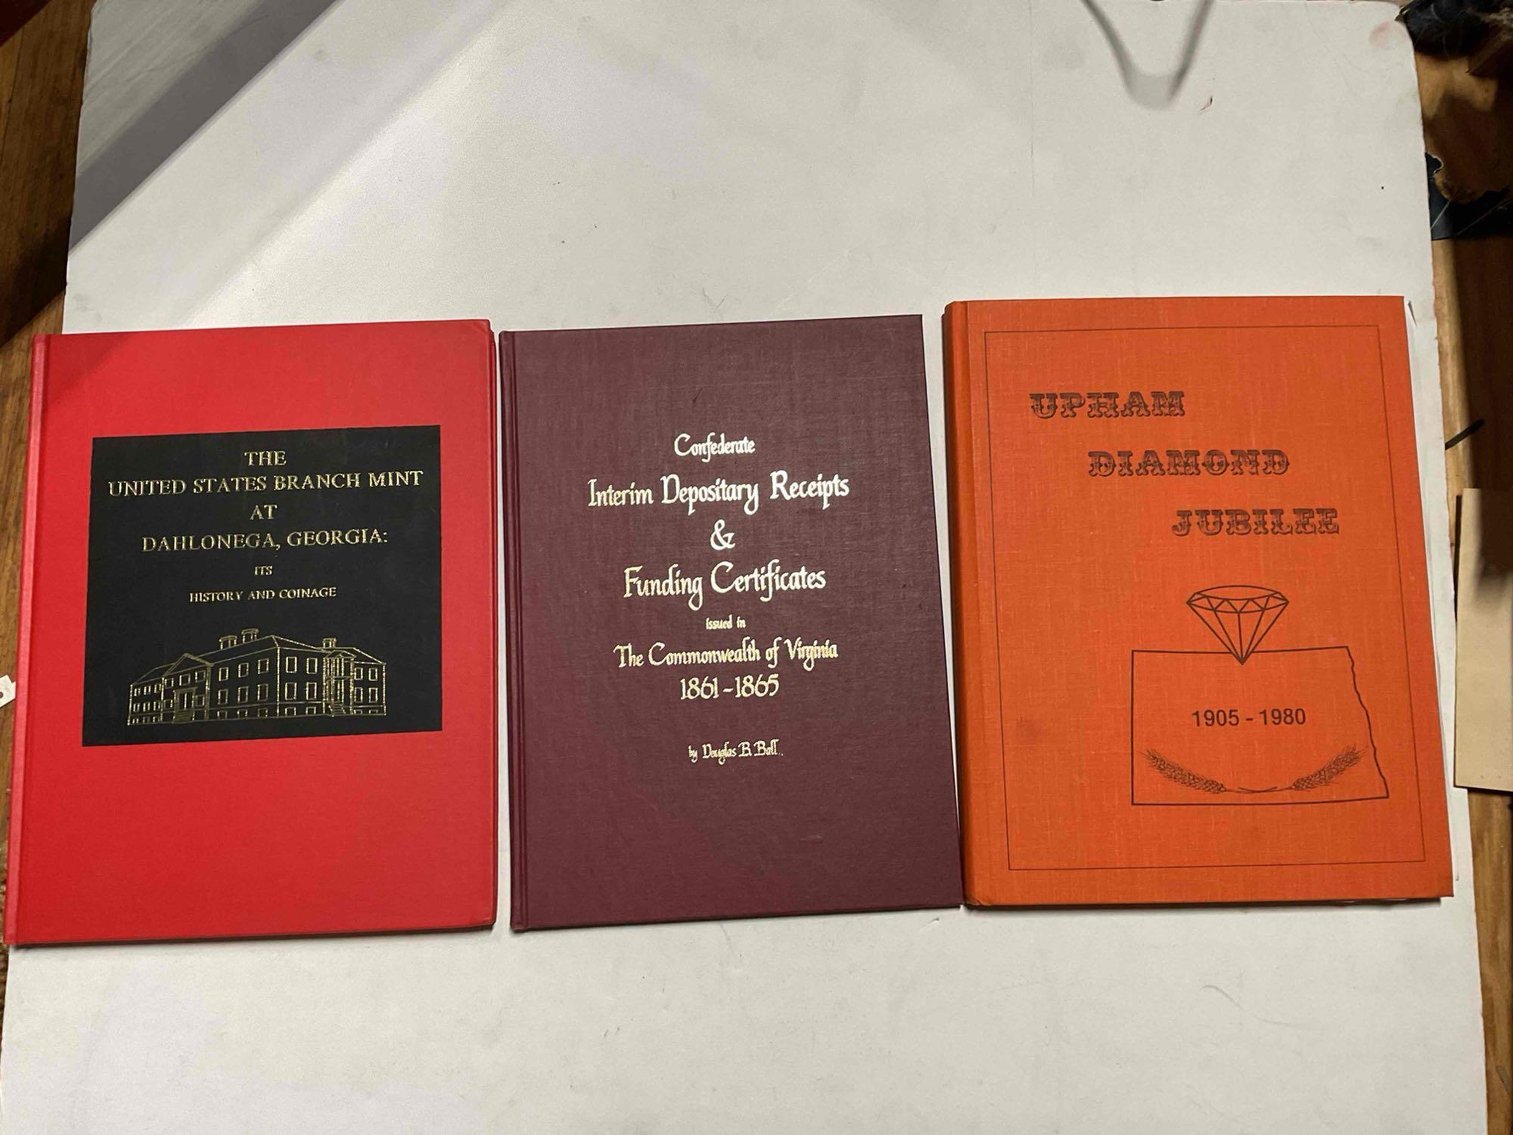 THE
UNITED STATES BRANCH MINT
AT
DAHLONEGA, GEORGIA:
ITS
HISTORY AND COINAGE
Confederate
Interim Depositary Receipts
&
Funding Certificates
issued in
The Commonwealth of Virginia
1861-1865
by Douglas B. Ball
UPHAM
DIAMOND
JUBILEE
1905 - 1980